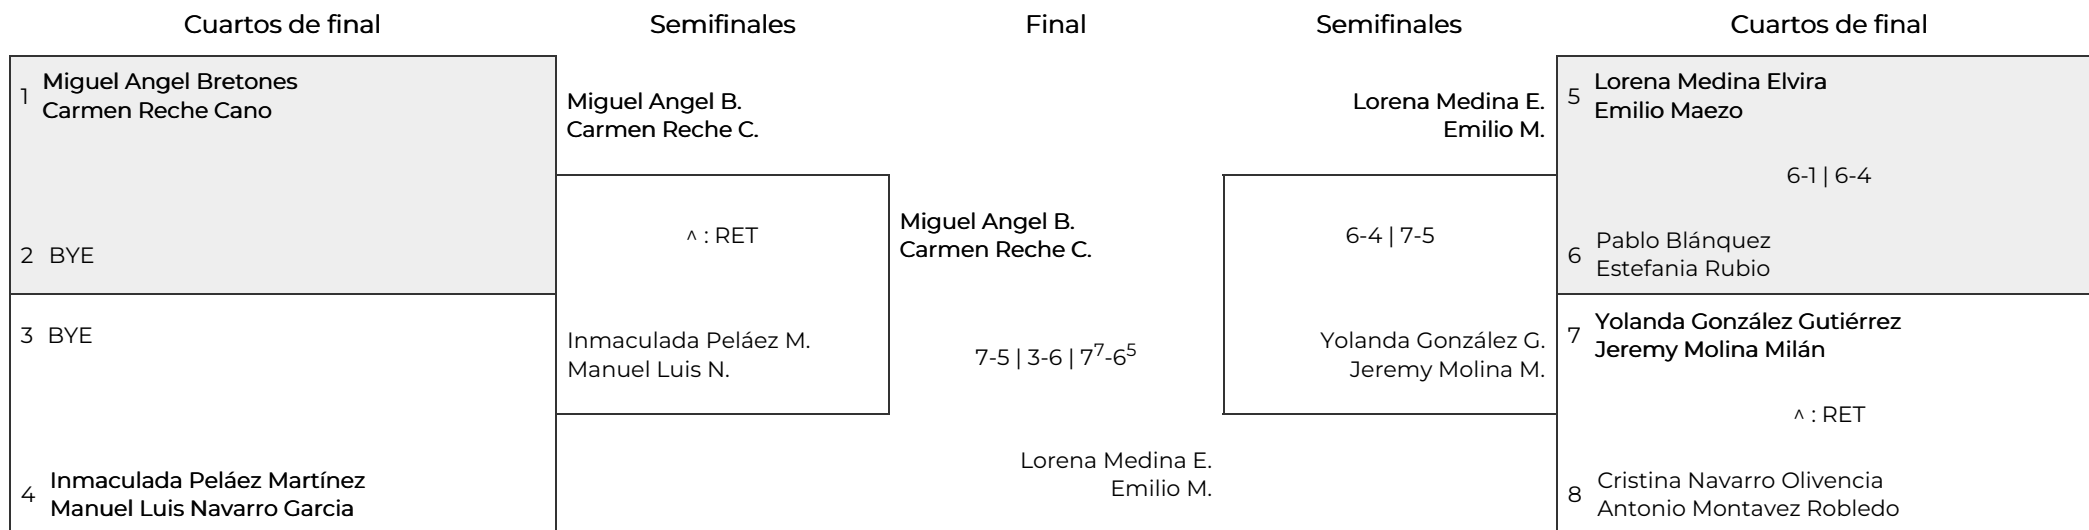 Cuartos de final
Semifinales
Final
Semifinales
Cuartos de final
1
Miguel Angel Bretones
Carmen Reche Cano
2 BYE
3 BYE
4
Inmaculada Peláez Martínez
Manuel Luis Navarro Garcia
Miguel Angel B.
Carmen Reche C.
^ : RET
Inmaculada Peláez M.
Manuel Luis N.
Miguel Angel B.
Carmen Reche C.
7-5 | 3-6 | 7⁷-6⁵
Lorena Medina E.
Emilio M.
Lorena Medina E.
Emilio M.
6-4 | 7-5
Yolanda González G.
Jeremy Molina M.
5
Lorena Medina Elvira
Emilio Maezo
6-1 | 6-4
6
Pablo Blánquez
Estefania Rubio
7
Yolanda González Gutiérrez
Jeremy Molina Milán
^ : RET
8
Cristina Navarro Olivencia
Antonio Montavez Robledo